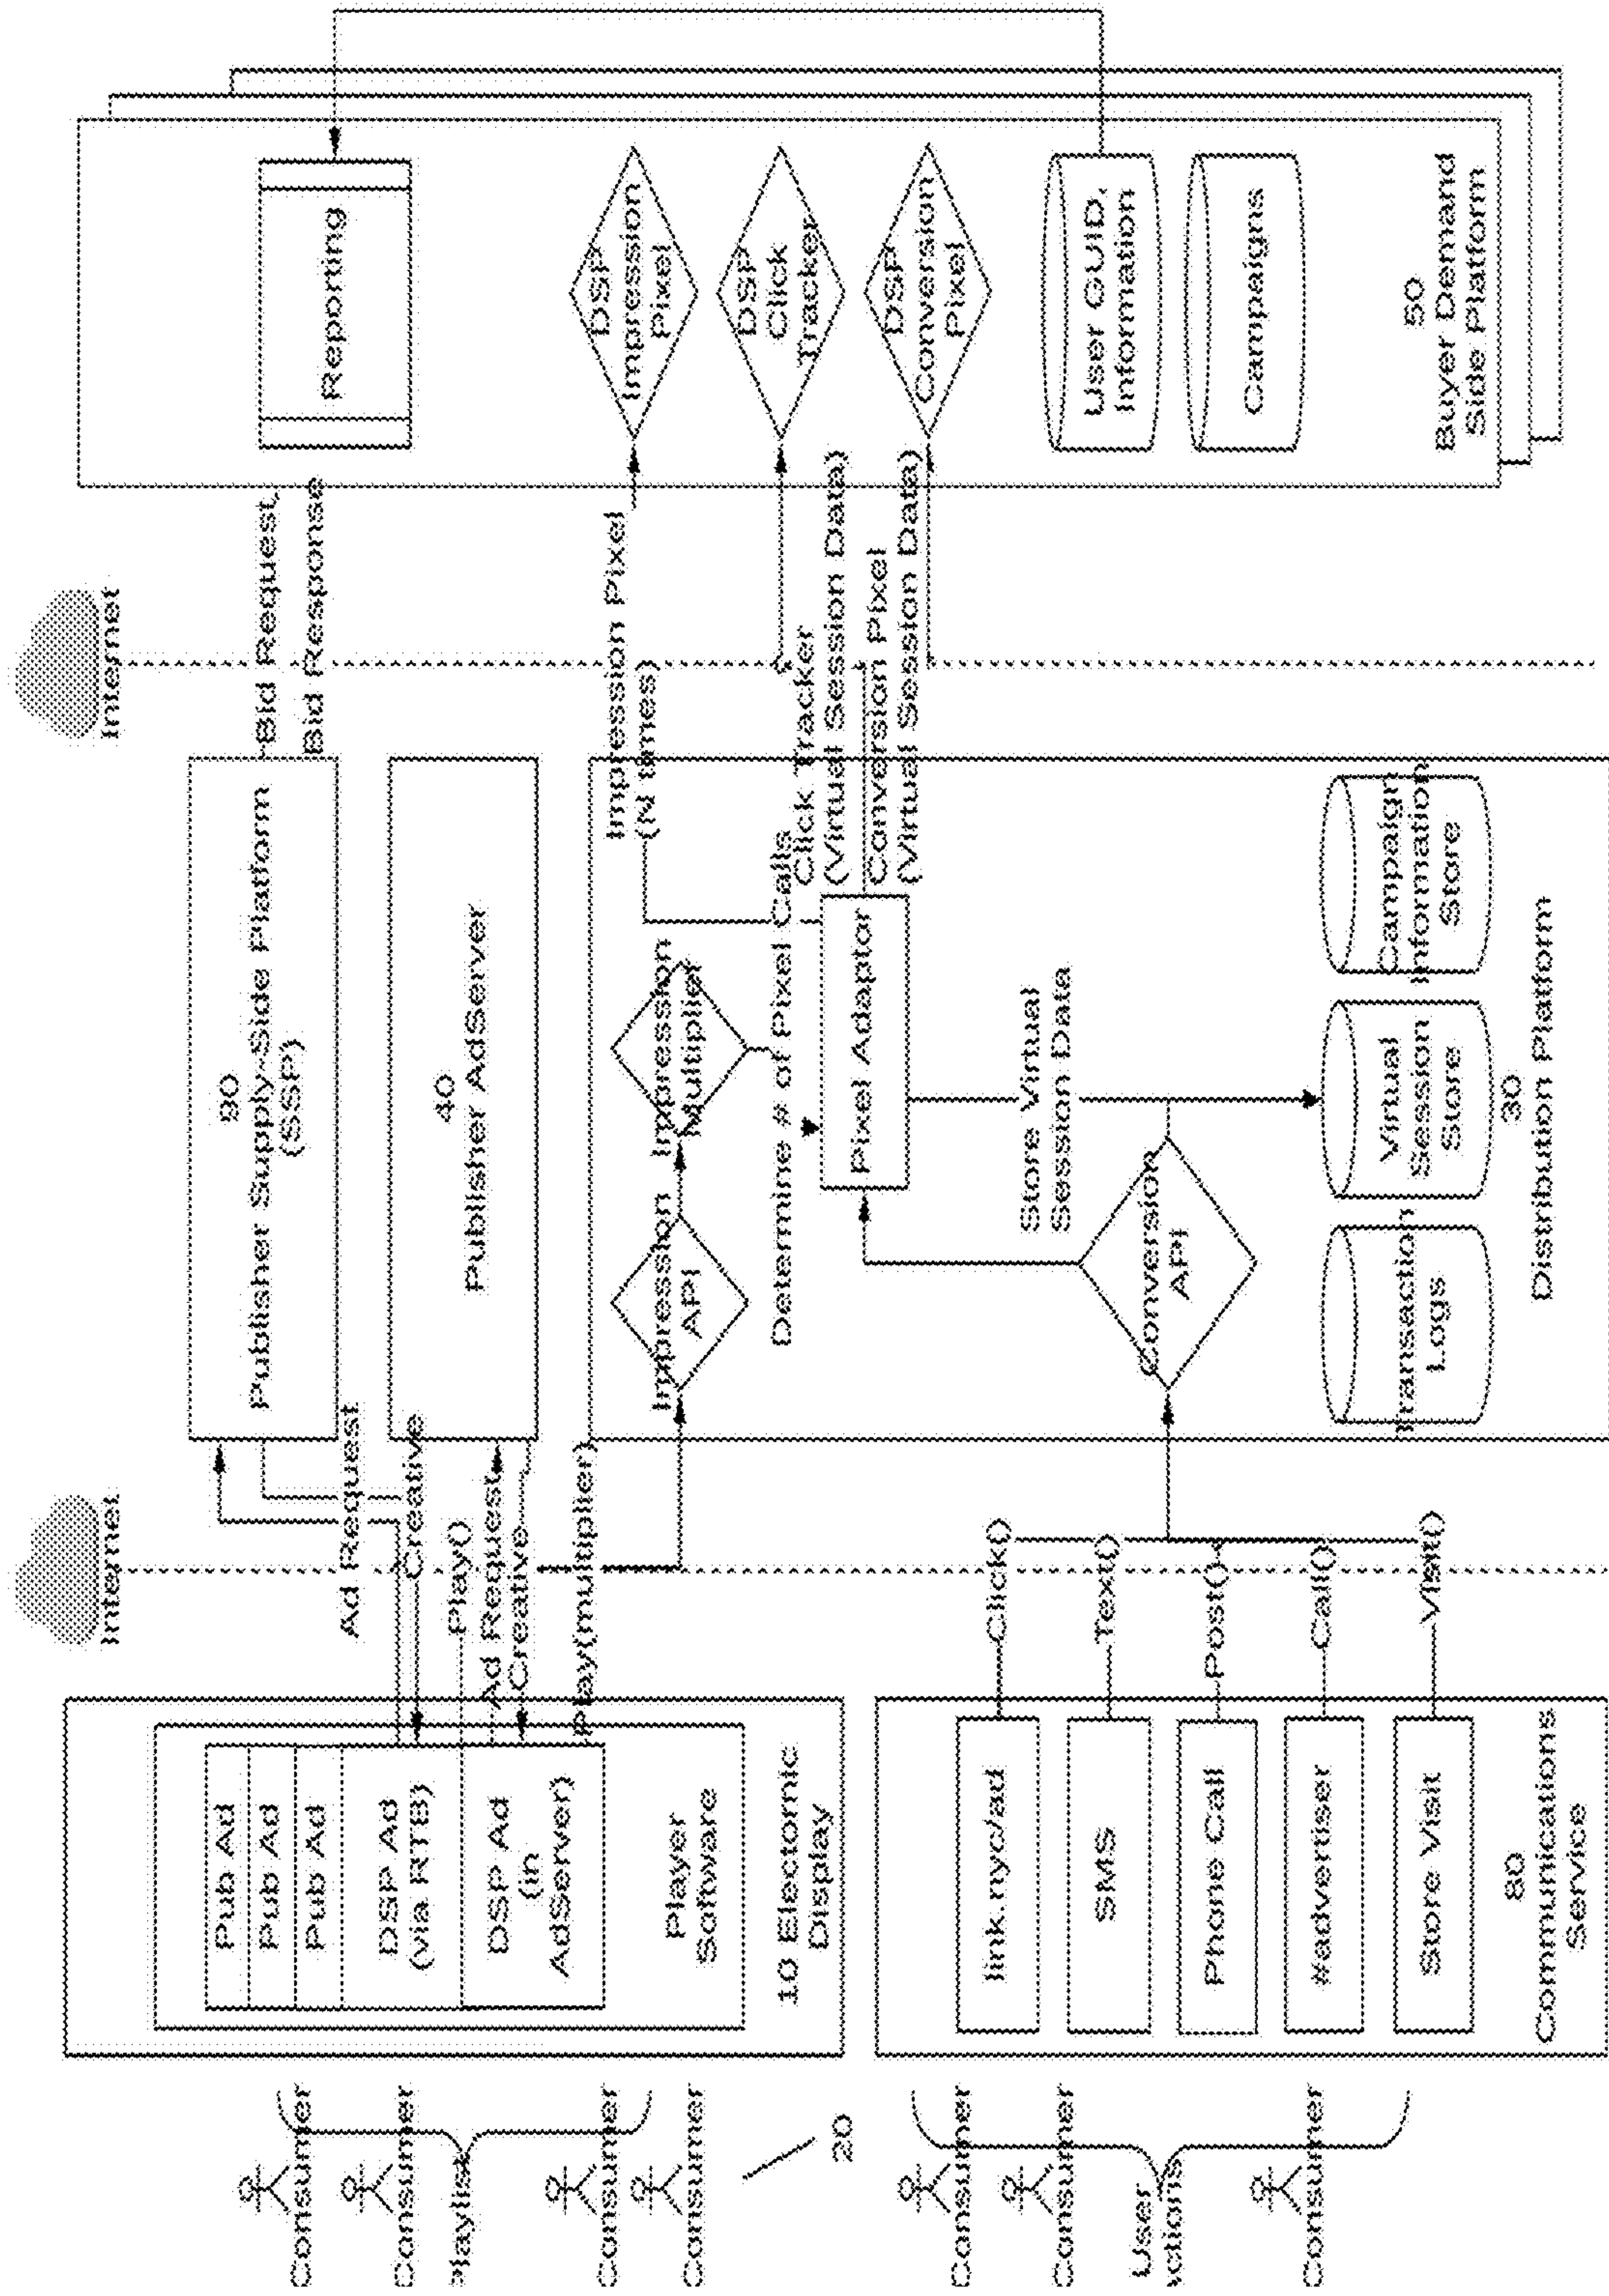 Reporting
DSP
Impression
Pixel
DSP
Click
Tracker
DSP
Conversion
Pixel
User GUID,
Information
Campaigns
50
Buyer Demand
Side Platform
Internet
Bid Request
Bid Response
Impression Pixel
(N times)
Click Tracker
(Virtual Session Data)
Conversion Pixel
(Virtual Session Data)
90
Publisher Supply-Side Platform
(SSP)
40
Publisher AdServer
Impression
Multiplier
Impression
API
Determine # of Pixel Calls
Pixel Adaptor
Store Virtual
Session Data
Conversion
API
Campaign
Information
Store
Virtual
Session
Store
Transaction
Logs
30
Distribution Platform
Internet
Ad Request
Creative
Play()
Ad Request
Creative
Play(multiplier)
Click()
Text()
Post()
Call()
Visit()
Pub Ad
Pub Ad
Pub Ad
DSP Ad
(via RTB)
DSP Ad
(in
AdServer)
Player
Software
10 Electornic
Display
link.nyc/ad
SMS
Phone Call
#advertiser
Store Visit
80
Communications
Service
Consumer
Consumer
Playlist
Consumer
Consumer
20
Consumer
Consumer
User
ctions
Consumer